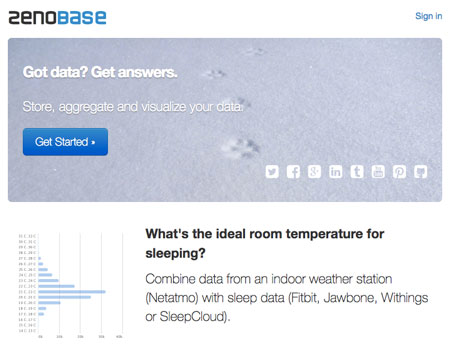 zenobase
Sign in
Got data? Get answers.
Store, aggregate and visualize your data.
Get Started »
What's the ideal room temperature for
sleeping?
Combine data from an indoor weather station
(Netatmo) with sleep data (Fitbit, Jawbone, Withings
or SleepCloud).